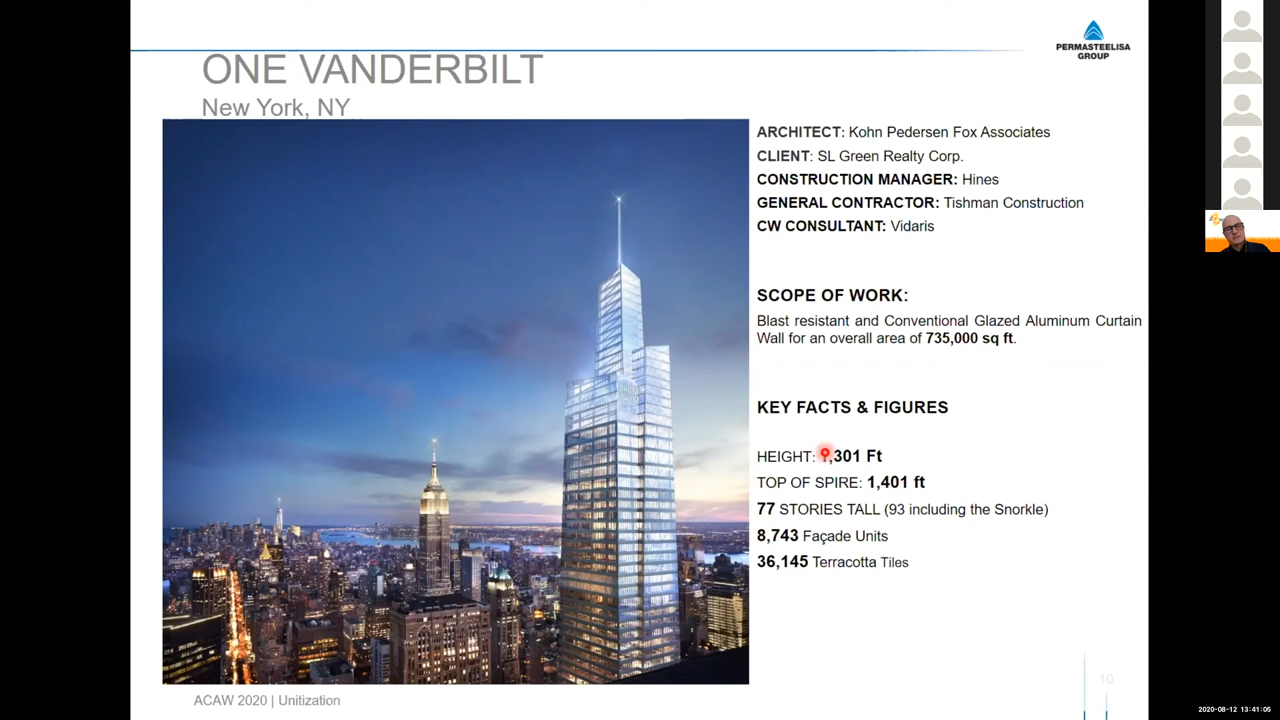 PERMASTEELISA
GROUP
ONE VANDERBILT
New York, NY
ARCHITECT: Kohn Pedersen Fox Associates
CLIENT: SL Green Realty Corp.
CONSTRUCTION MANAGER: Hines
GENERAL CONTRACTOR: Tishman Construction
CW CONSULTANT: Vidaris
SCOPE OF WORK:
Blast resistant and Conventional Glazed Aluminum Curtain
Wall for an overall area of 735,000 sq ft.
KEY FACTS & FIGURES
HEIGHT: ,301 Ft
TOP OF SPIRE: 1,401 ft
77 STORIES TALL (93 including the Snorkle)
8,743 Façade Units
36,145 Terracotta Tiles
ACAW 2020 | Unitization
10
2020-08-12 13:41:05